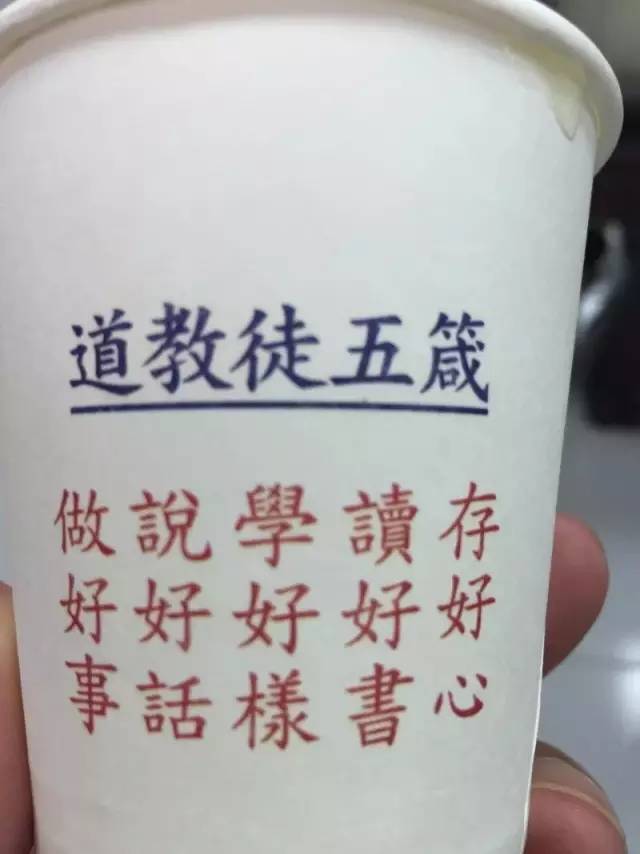 道教徒五箴
存好心
讀好書
學好樣
說好話
做好事